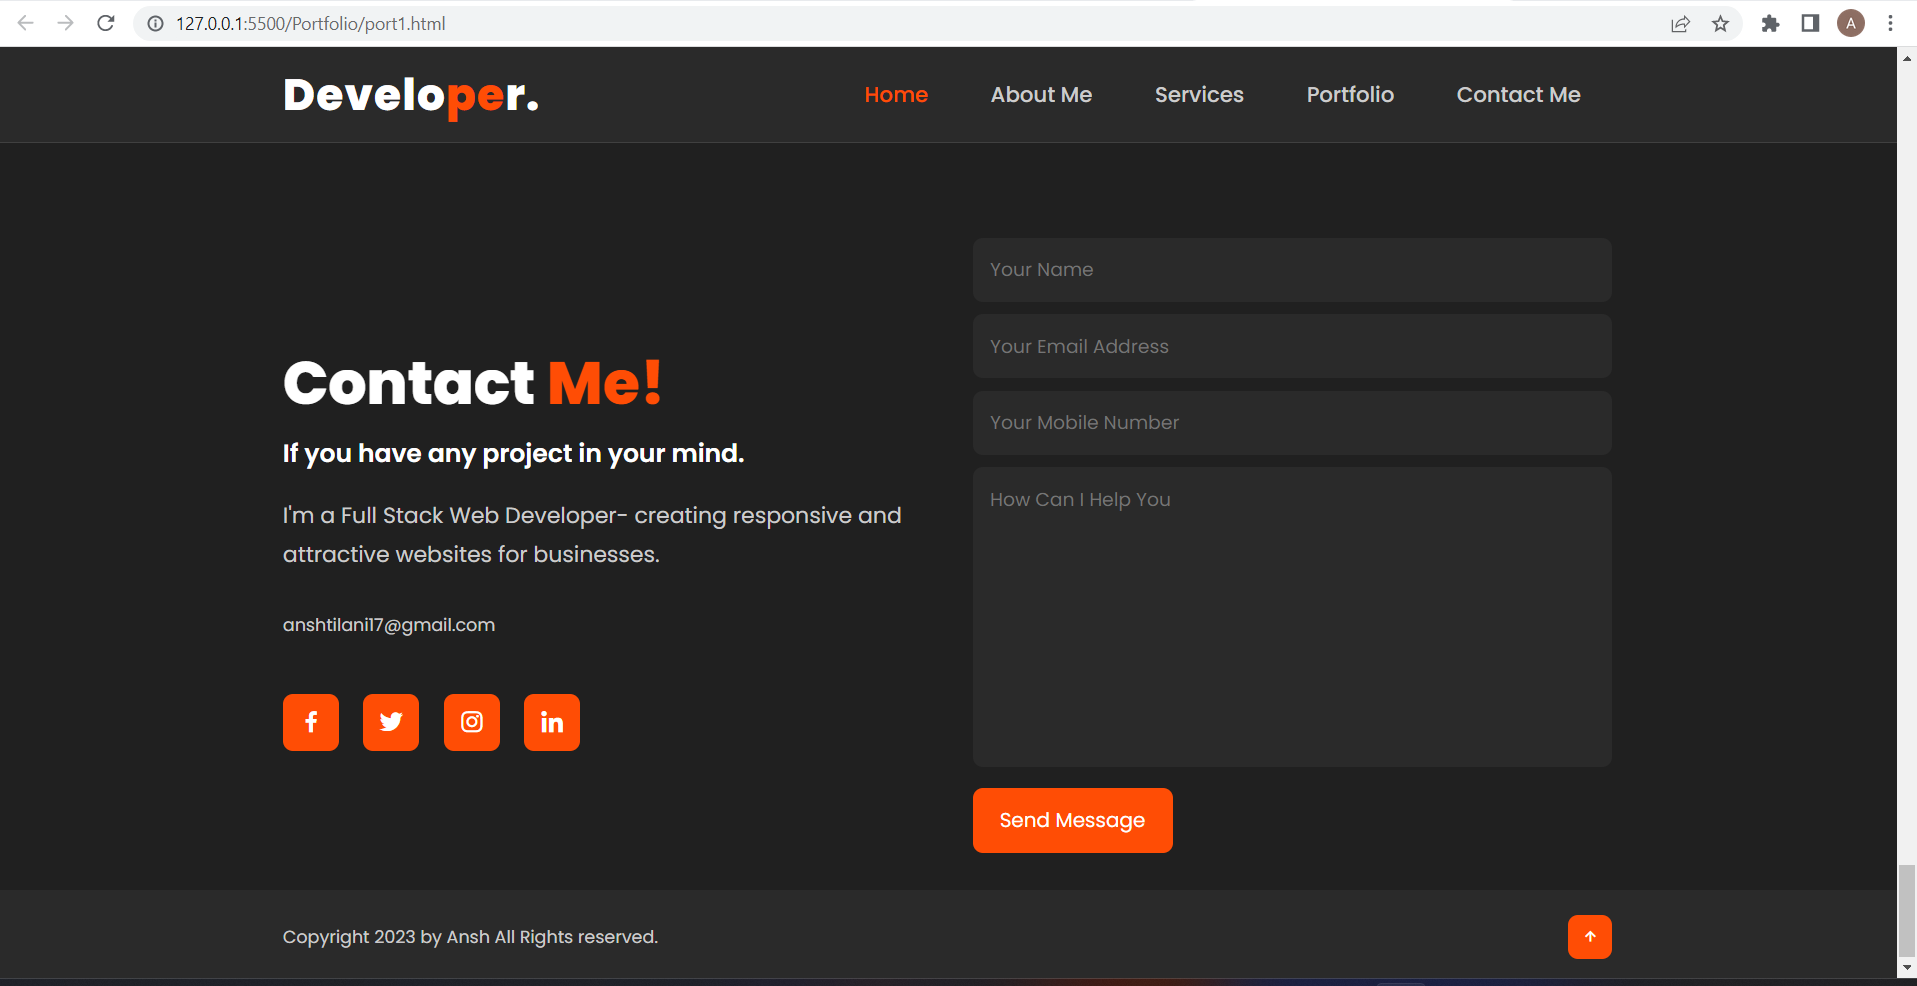 127.0.0.1:5500/Portfolio/port1.html
A
Developer.
Home About Me Services Portfolio Contact Me
Contact Me!
If you have any project in your mind.
I'm a Full Stack Web Developer- creating responsive and
attractive websites for businesses.
anshtilani17@gmail.com
Your Name
Your Email Address
Your Mobile Number
How Can I Help You
Send Message
Copyright 2023 by Ansh All Rights reserved.